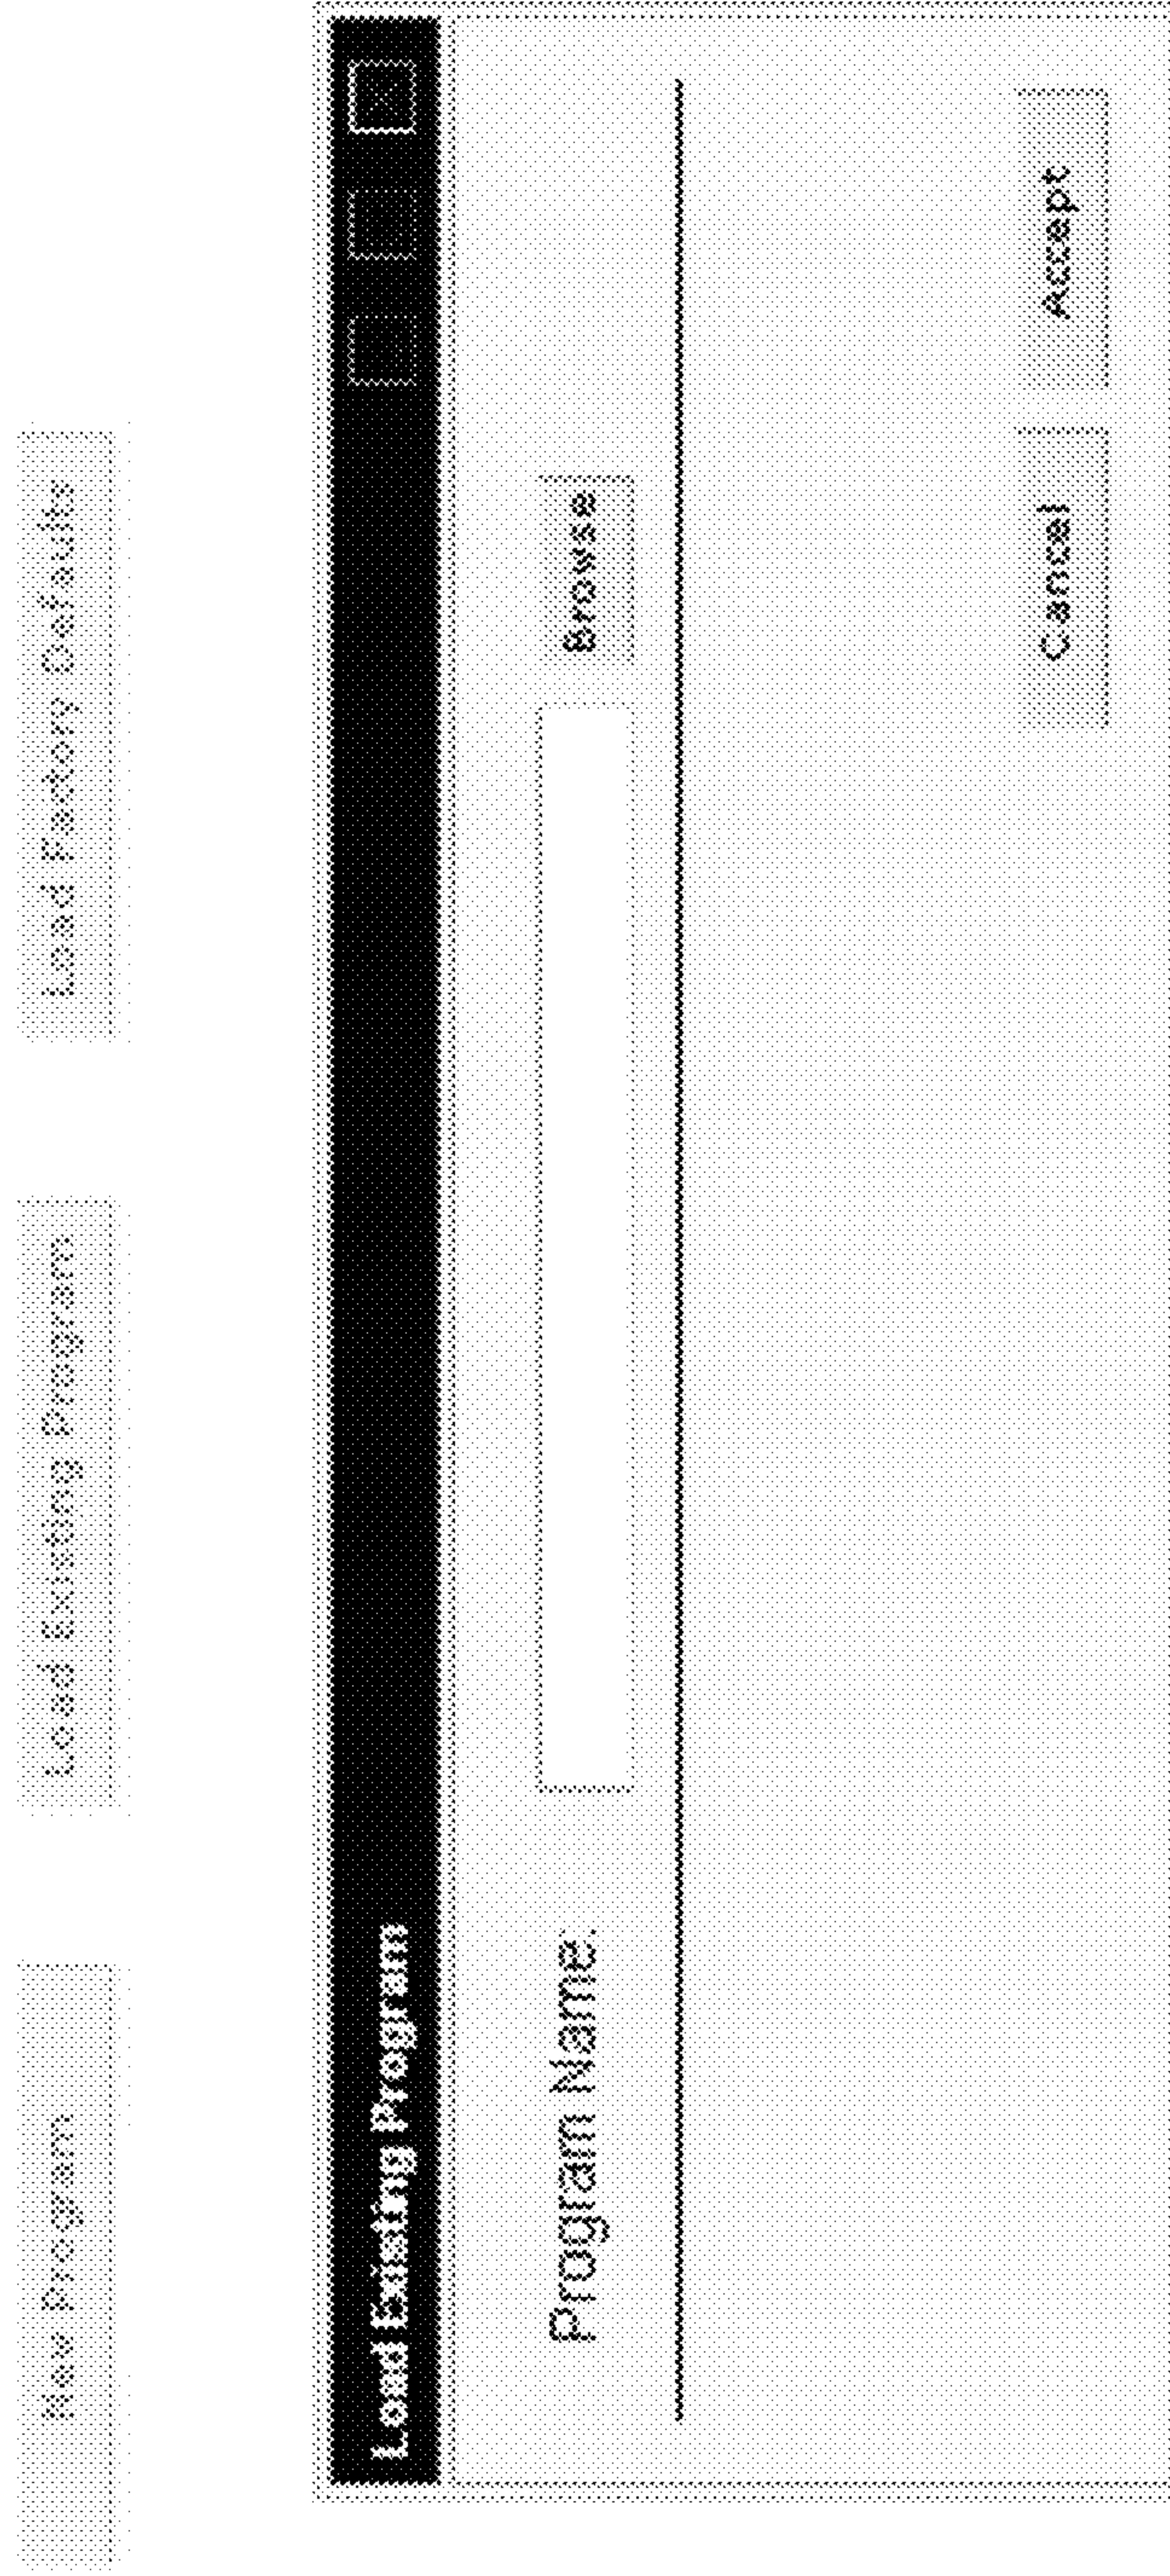 New Program
Load Existing Program
Load Factory Defaults
Load Existing Program
Program Name:
Browse
Cancel
Accept